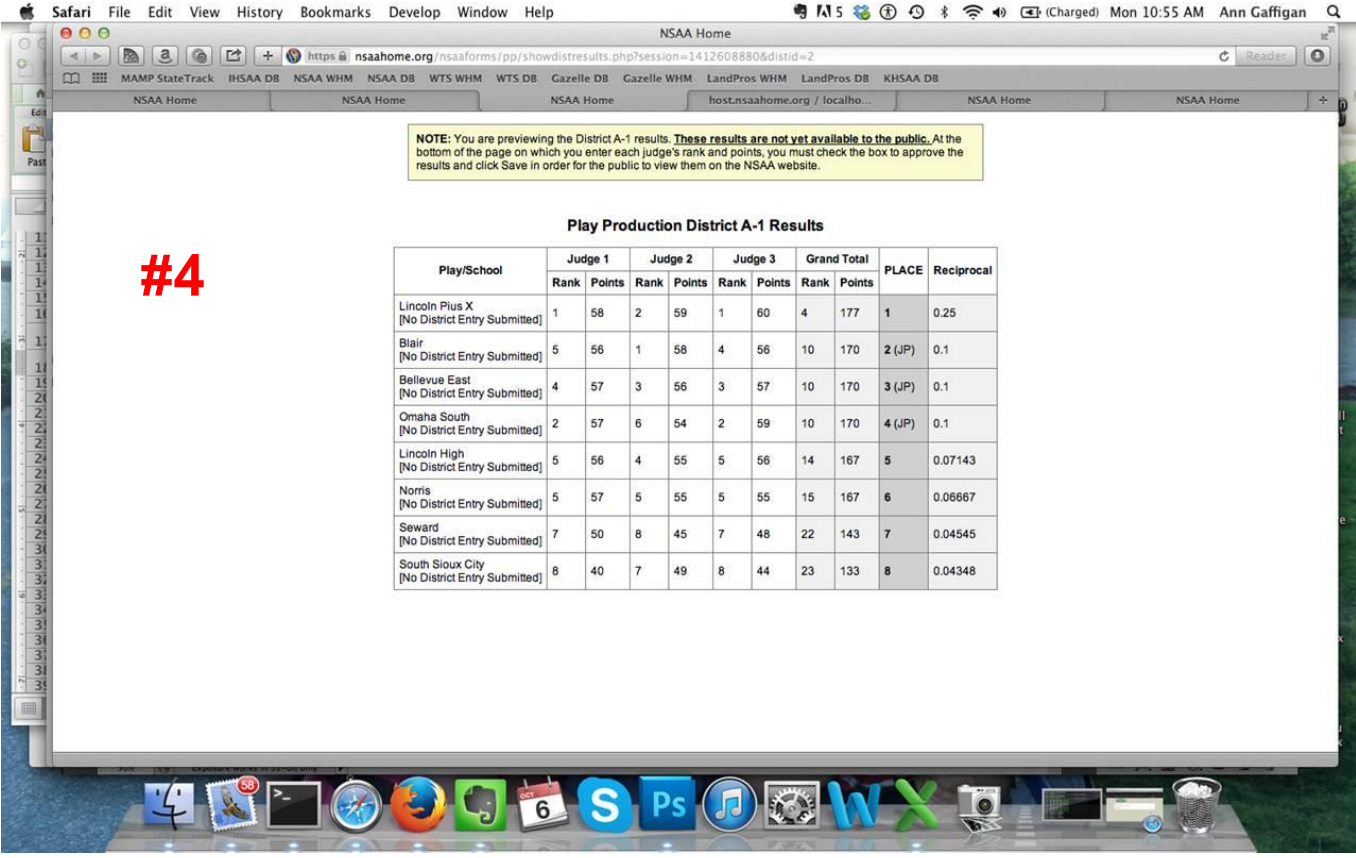 Safari File Edit View History Bookmarks Develop Window Help 5 (Charged) Mon 10:55 AM Ann Gaffigan
NSAA Home
https nsaahome.org/nsaaforms/pp/showdistresults.php?session=1412608880&distid=2 Reader
MAMP StateTrack IHSAA DB NSAA WHM NSAA DB WTS WHM WTS DB Gazelle DB Gazelle WHM LandPros WHM LandPros DB KHSAA DB
NSAA Home NSAA Home NSAA Home host.nsaahome.org / localho... NSAA Home NSAA Home
NOTE: You are previewing the District A-1 results. These results are not yet available to the public. At the
bottom of the page on which you enter each judge's rank and points, you must check the box to approve the
results and click Save in order for the public to view them on the NSAA website.
Play Production District A-1 Results
#4
Play/School Judge 1 Judge 2 Judge 3 Grand Total PLACE Reciprocal
Rank Points Rank Points Rank Points Rank Points
Lincoln Pius X
[No District Entry Submitted] 1 58 2 59 1 60 4 177 1 0.25
Blair
[No District Entry Submitted] 5 56 1 58 4 56 10 170 2 (JP) 0.1
Bellevue East
[No District Entry Submitted] 4 57 3 56 3 57 10 170 3 (JP) 0.1
Omaha South
[No District Entry Submitted] 2 57 6 54 2 59 10 170 4 (JP) 0.1
Lincoln High
[No District Entry Submitted] 5 56 4 55 5 56 14 167 5 0.07143
Norris
[No District Entry Submitted] 5 57 5 55 5 55 15 167 6 0.06667
Seward
[No District Entry Submitted] 7 50 8 45 7 48 22 143 7 0.04545
South Sioux City
[No District Entry Submitted] 8 40 7 49 8 44 23 133 8 0.04348
Past
58
OCT
6
S
Ps